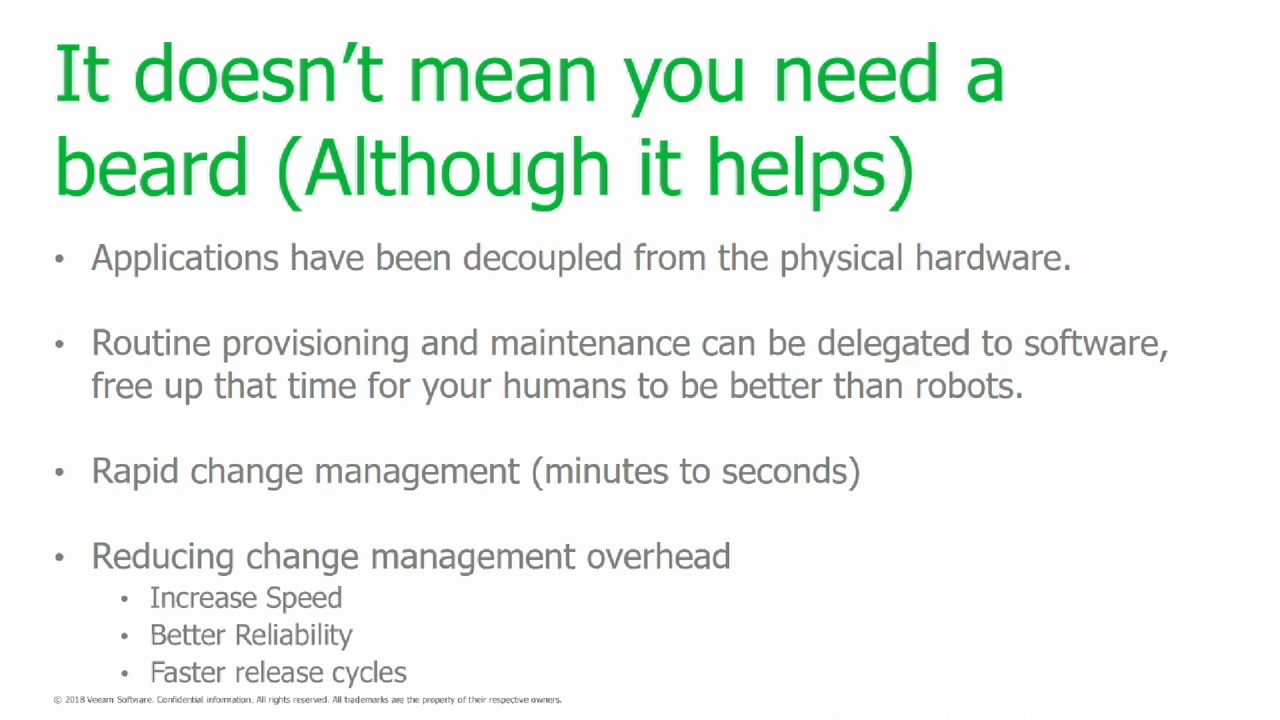 It doesn’t mean you need a
beard (Although it helps)
• Applications have been decoupled from the physical hardware.
• Routine provisioning and maintenance can be delegated to software,
free up that time for your humans to be better than robots.
• Rapid change management (minutes to seconds)
• Reducing change management overhead
• Increase Speed
• Better Reliability
• Faster release cycles
© 2018 Veeam Software. Confidential information. All rights reserved. All trademarks are the property of their respective owners.